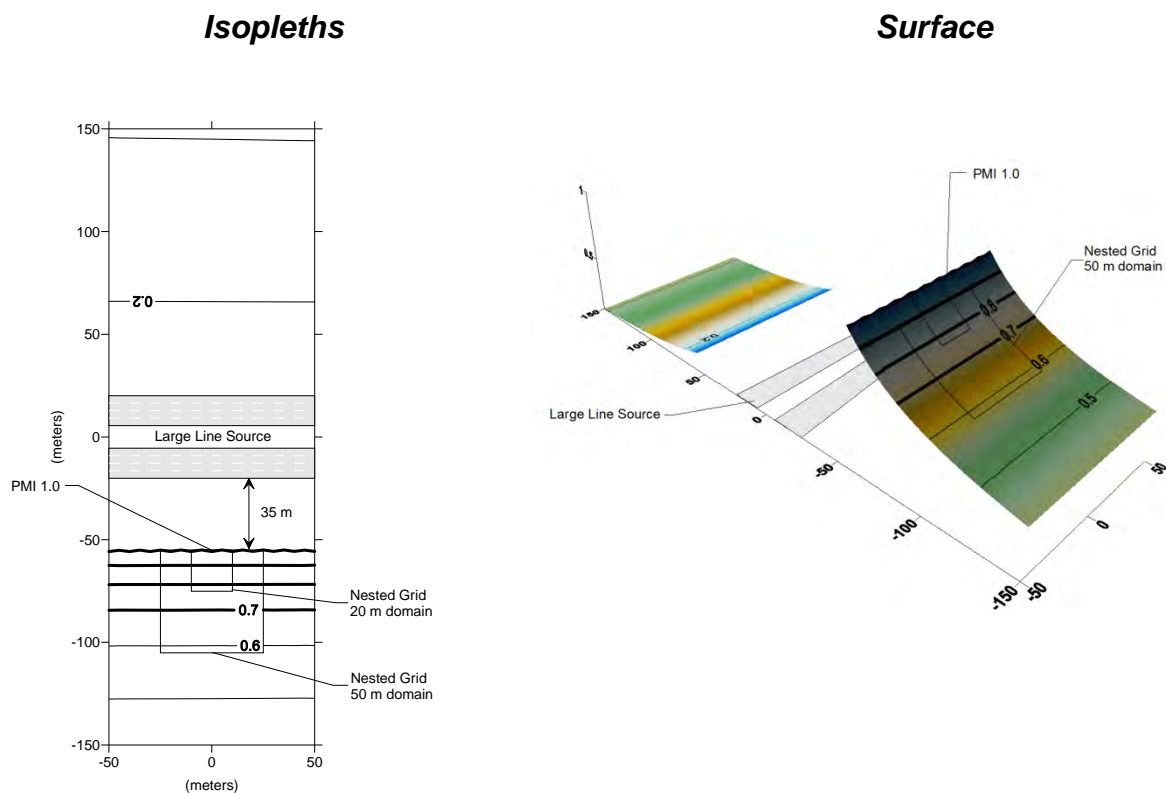 Isopleths
Surface
150
100
50
0
-50
-100
-150
(meters)
0.2
Large Line Source
PMI 1.0
35 m
0.7
0.6
Nested Grid
20 m domain
Nested Grid
50 m domain
-50
0
50
(meters)
PMI 1.0
Nested Grid
50 m domain
1
0.5
150
100
50
0
-50
-100
-150
-50
0
50
0.2
0.8
0.7
0.6
0.5
Large Line Source